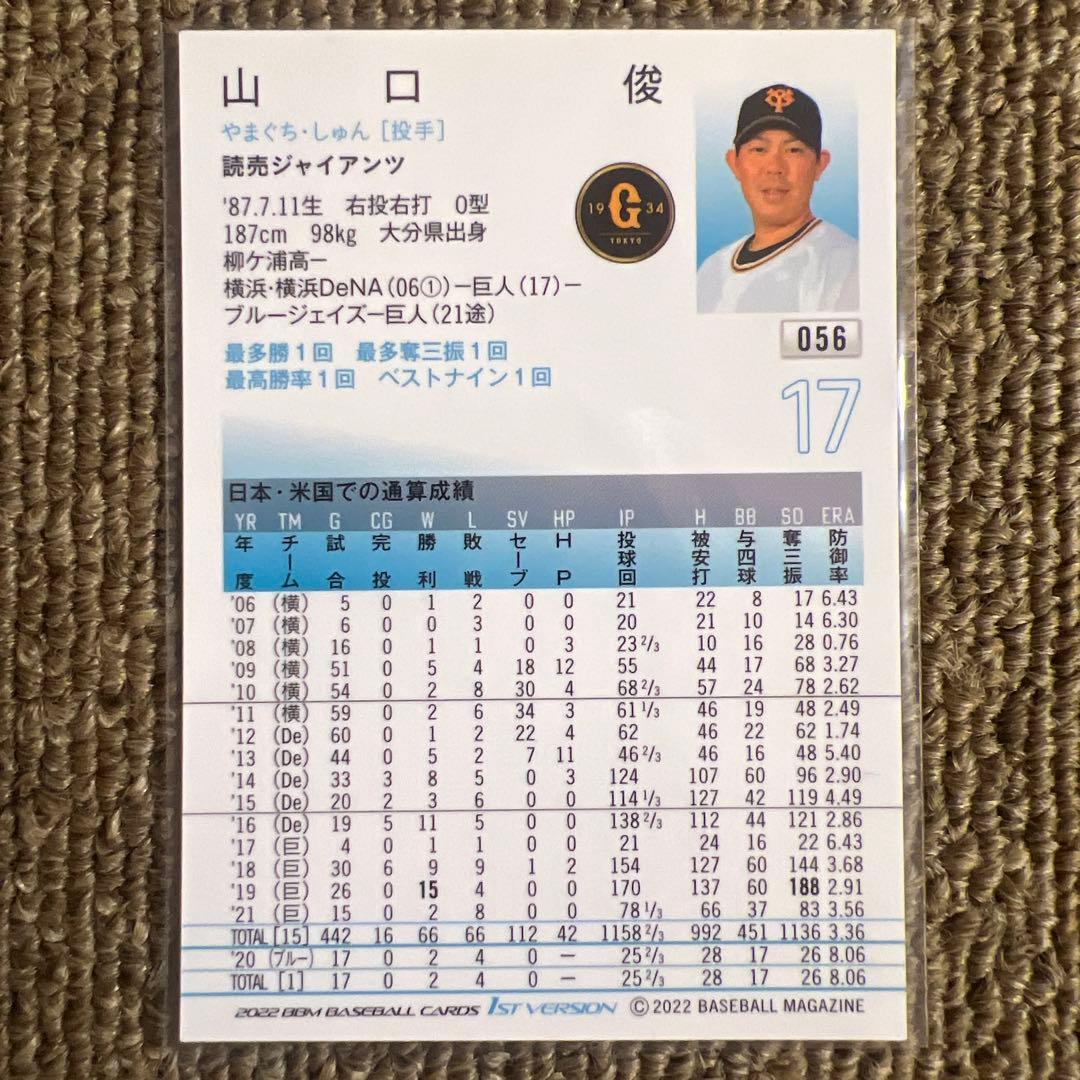 山口 俊
やまぐち・しゅん［投手］
読売ジャイアンツ
'87.7.11生 右投右打 O型
187cm 98kg 大分県出身
柳ケ浦高ー
横浜・横浜DeNA（06①）ー巨人（17）ー
ブルージェイズー巨人（21途）
最多勝1回 最多奪三振1回
最高勝率1回 ベストナイン1回
19 G 34
TOKYO
YG
056
17
日本・米国での通算成績
YR TM G CG W L SV HP IP H BB SO ERA
年度 チーム 試合 完投 勝利 敗戦 セーブ HP 投球回 被安打 与四球 奪三振 防御率
'06 (横) 5 0 1 2 0 0 21 22 8 17 6.43
'07 (横) 6 0 0 3 0 0 20 21 10 14 6.30
'08 (横) 16 0 1 1 0 3 23 2/3 10 16 28 0.76
'09 (横) 51 0 5 4 18 12 55 44 17 68 3.27
'10 (横) 54 0 2 8 30 4 68 2/3 57 24 78 2.62
'11 (横) 59 0 2 6 34 3 61 1/3 46 19 48 2.49
'12 (De) 60 0 1 2 22 4 62 46 22 62 1.74
'13 (De) 44 0 5 2 7 11 46 2/3 46 16 48 5.40
'14 (De) 33 3 8 5 0 3 124 107 60 96 2.90
'15 (De) 20 2 3 6 0 0 114 1/3 127 42 119 4.49
'16 (De) 19 5 11 5 0 0 138 2/3 112 44 121 2.86
'17 (巨) 4 0 1 1 0 0 21 24 16 22 6.43
'18 (巨) 30 6 9 9 1 2 154 127 60 144 3.68
'19 (巨) 26 0 15 4 0 0 170 137 60 188 2.91
'21 (巨) 15 0 2 8 0 0 78 1/3 66 37 83 3.56
TOTAL [15] 442 16 66 66 112 42 1158 2/3 992 451 1136 3.36
'20 (ブルー) 17 0 2 4 0 － 25 2/3 28 17 26 8.06
TOTAL [1] 17 0 2 4 0 － 25 2/3 28 17 26 8.06
2022 BBM BASEBALL CARDS 1ST VERSION © 2022 BASEBALL MAGAZINE